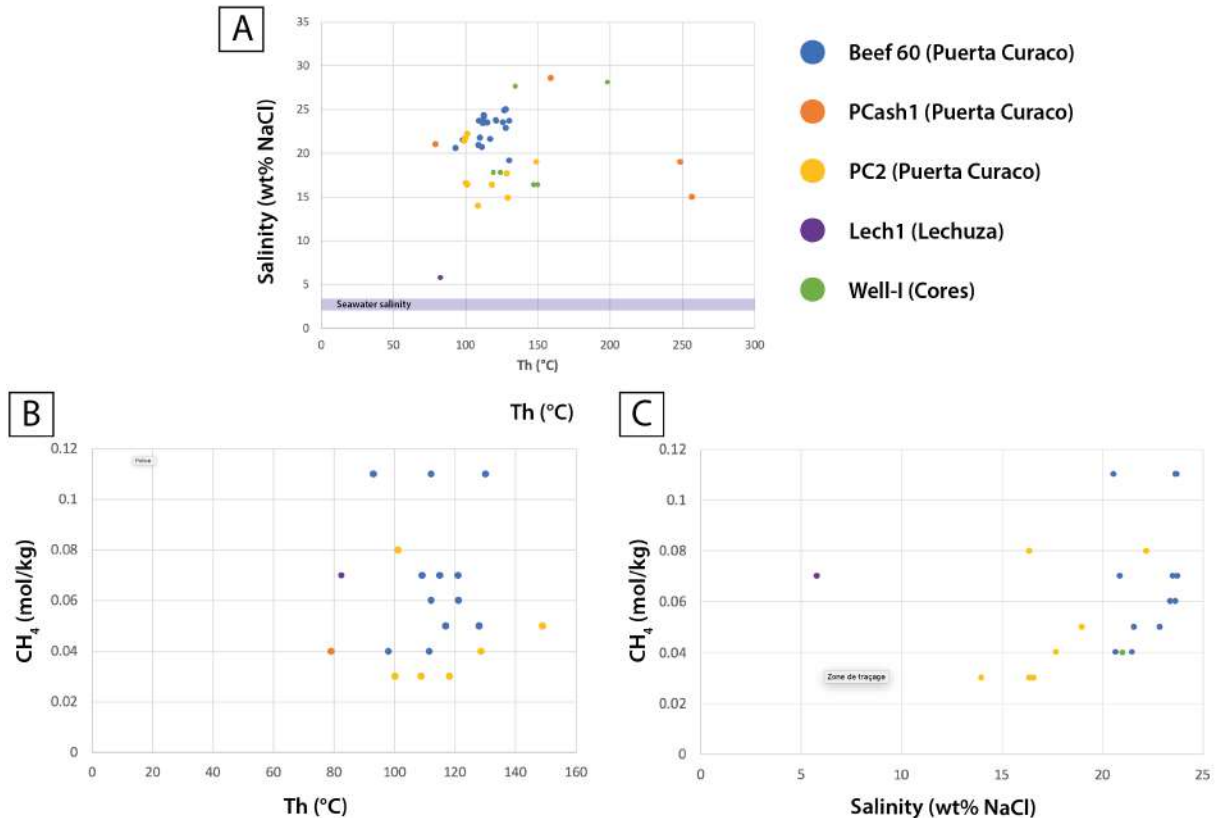 A
Salinity (wt% NaCl)
35
30
25
20
15
10
5
0
Seawater salinity
0 50 100 150 200 250 300
Th (°C)
Beef 60 (Puerta Curaco)
PCash1 (Puerta Curaco)
PC2 (Puerta Curaco)
Lech1 (Lechuza)
Well-I (Cores)
B
Th (°C)
CH4 (mol/kg)
0.12
0.1
0.08
0.06
0.04
0.02
0
0 20 40 60 80 100 120 140 160
Th (°C)
C
CH4 (mol/kg)
0.12
0.1
0.08
0.06
0.04
0.02
0
Zone de traçage
0 5 10 15 20 25
Salinity (wt% NaCl)